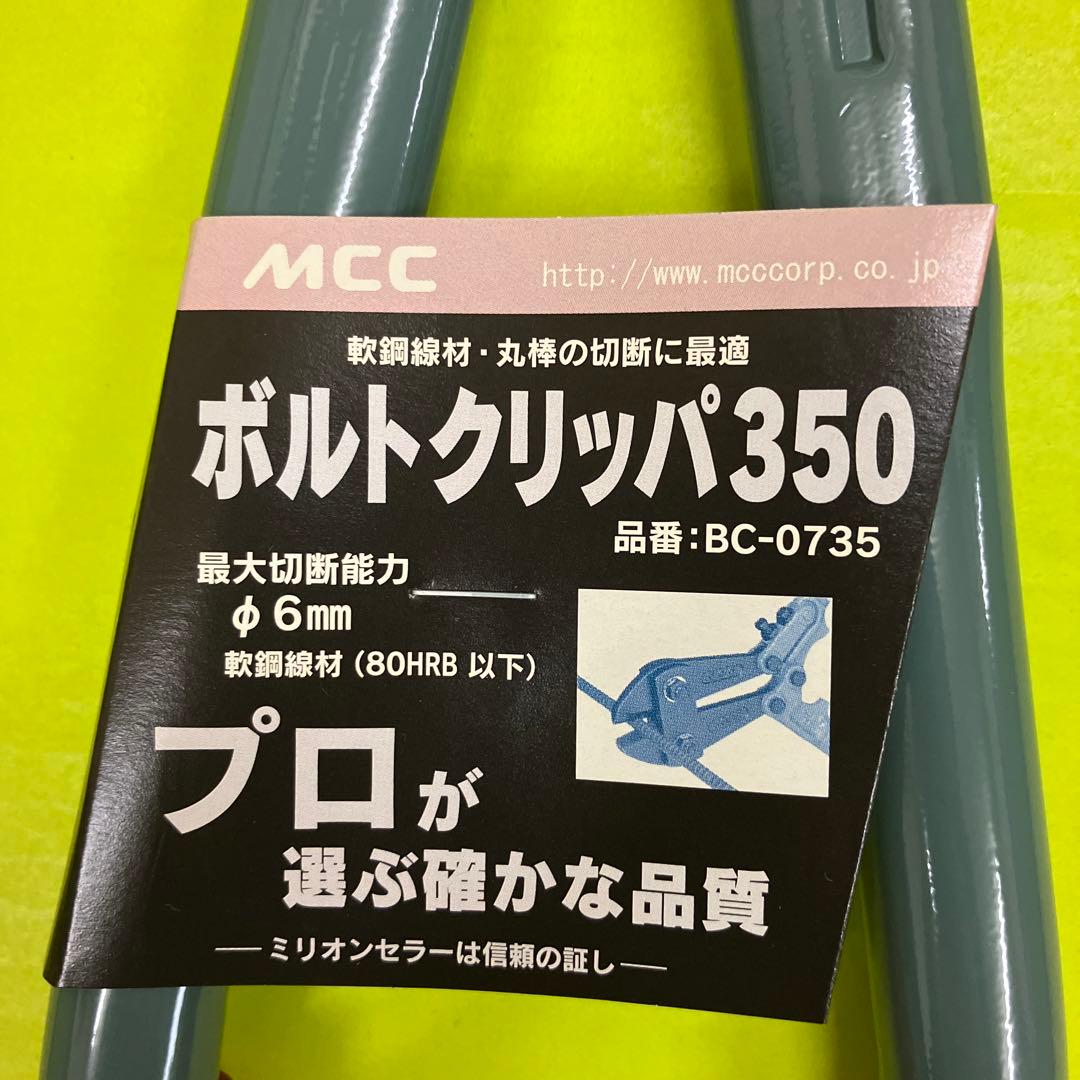 MCC http://www.mcccorp.co.jp
軟鋼線材・丸棒の切断に最適
ボルトクリッパ350
品番:BC-0735
最大切断能力
φ6㎜
軟鋼線材(80HRB 以下)
プロが
選ぶ確かな品質
ミリオンセラーは信頼の証し